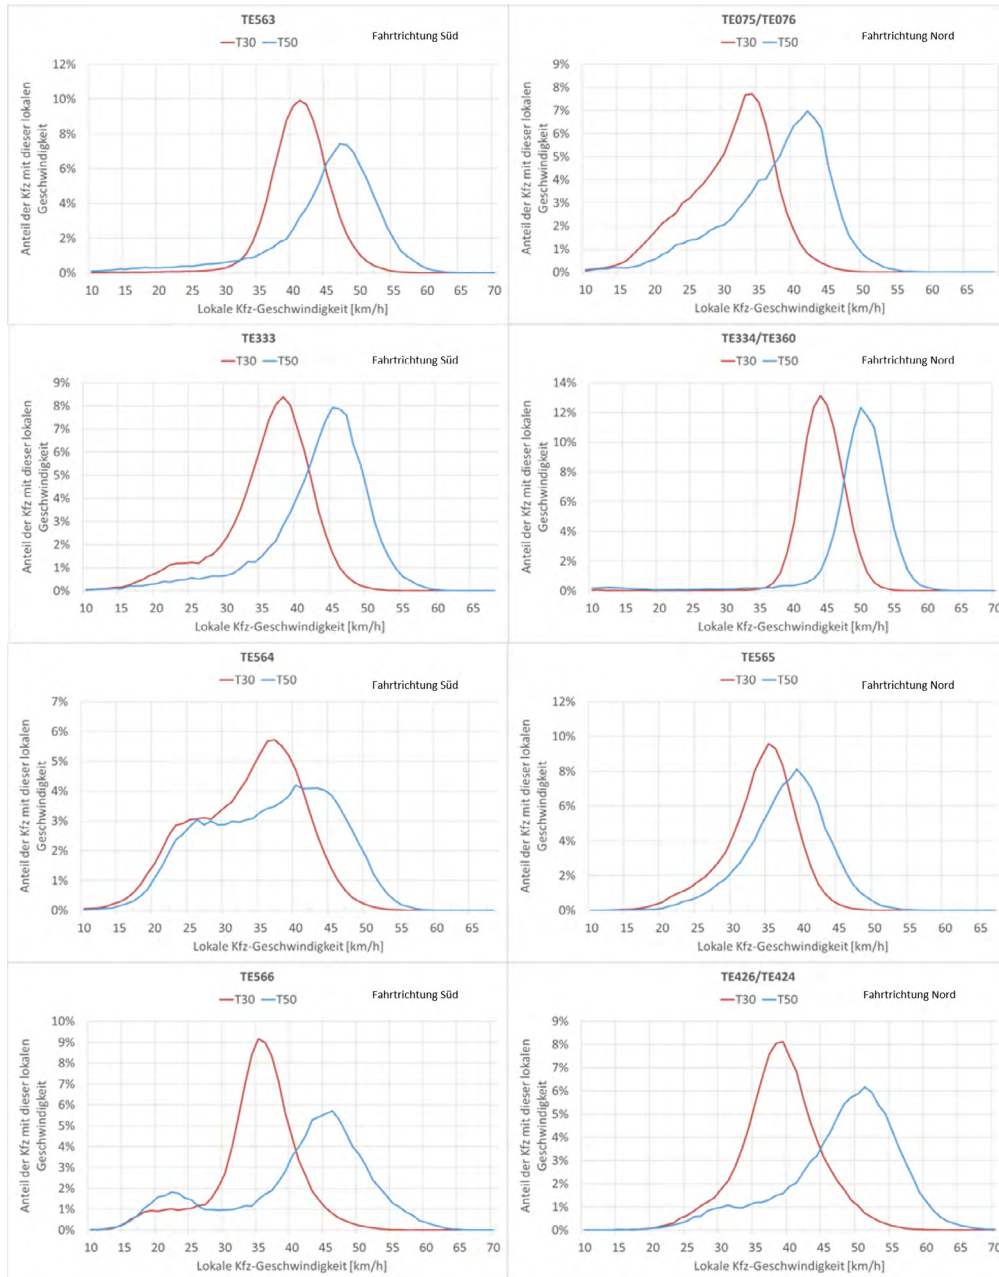 TE563
T30 T50 Fahrtrichtung Süd
Anteil der Kfz mit dieser lokalen
Geschwindigkeit
12%
10%
8%
6%
4%
2%
0%
10 15 20 25 30 35 40 45 50 55 60 65 70
Lokale Kfz-Geschwindigkeit [km/h]
TE075/TE076
T30 T50 Fahrtrichtung Nord
Anteil der Kfz mit dieser lokalen
Geschwindigkeit
9%
8%
7%
6%
5%
4%
3%
2%
1%
0%
10 15 20 25 30 35 40 45 50 55 60 65
Lokale Kfz-Geschwindigkeit [km/h]
TE333
T30 T50 Fahrtrichtung Süd
Anteil der Kfz mit dieser lokalen
Geschwindigkeit
9%
8%
7%
6%
5%
4%
3%
2%
1%
0%
10 15 20 25 30 35 40 45 50 55 60 65
Lokale Kfz-Geschwindigkeit [km/h]
TE334/TE360
T30 T50 Fahrtrichtung Nord
Anteil der Kfz mit dieser lokalen
Geschwindigkeit
14%
12%
10%
8%
6%
4%
2%
0%
10 15 20 25 30 35 40 45 50 55 60 65 70
Lokale Kfz-Geschwindigkeit [km/h]
TE564
T30 T50 Fahrtrichtung Süd
Anteil der Kfz mit dieser lokalen
Geschwindigkeit
7%
6%
5%
4%
3%
2%
1%
0%
10 15 20 25 30 35 40 45 50 55 60 65
Lokale Kfz-Geschwindigkeit [km/h]
TE565
T30 T50 Fahrtrichtung Nord
Anteil der Kfz mit dieser lokalen
Geschwindigkeit
12%
10%
8%
6%
4%
2%
0%
10 15 20 25 30 35 40 45 50 55 60 65
Lokale Kfz-Geschwindigkeit [km/h]
TE566
T30 T50 Fahrtrichtung Süd
Anteil der Kfz mit dieser lokalen
Geschwindigkeit
10%
9%
8%
7%
6%
5%
4%
3%
2%
1%
0%
10 15 20 25 30 35 40 45 50 55 60 65 70
Lokale Kfz-Geschwindigkeit [km/h]
TE426/TE424
T30 T50 Fahrtrichtung Nord
Anteil der Kfz mit dieser lokalen
Geschwindigkeit
9%
8%
7%
6%
5%
4%
3%
2%
1%
0%
10 15 20 25 30 35 40 45 50 55 60 65 70
Lokale Kfz-Geschwindigkeit [km/h]